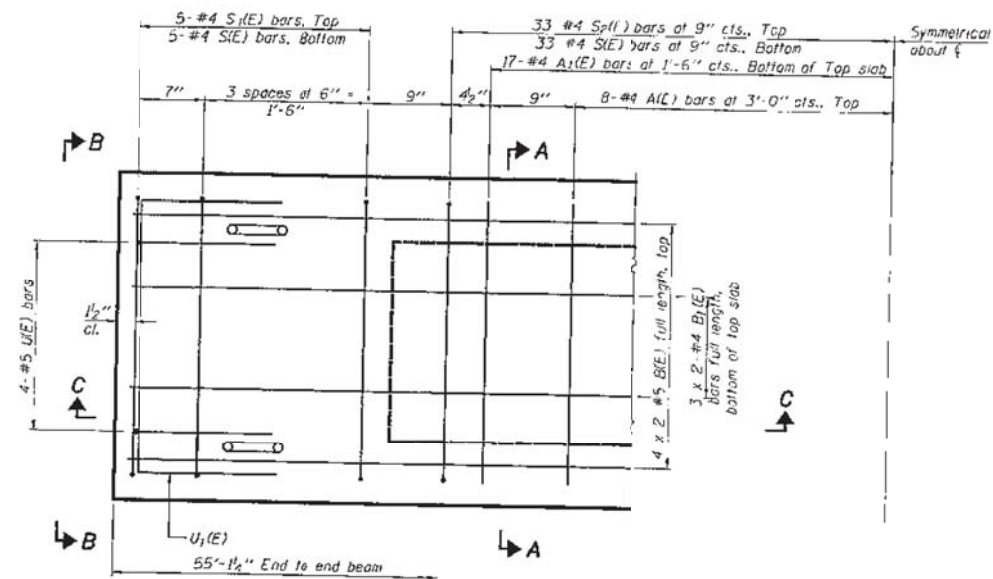 5-#4 S1(E) bars, Top
5-#4 S(E) bars, Bottom
33 #4 S2(E) bars at 9" cts., Top
33 #4 S(E) bars at 9" cts., Bottom
17-#4 A1(E) bars at 1'-6" cts., Bottom of Top slab
Symmetrical
about ℄
7"
3 spaces at 6" =
1'-6"
9"
4½"
9"
8-#4 A(E) bars at 3'-0" cts., Top
B
A
4-#5 U(E) bars
1½"
cl.
4 x 2 #5 B(E) full length, top
3 x 2-#4 B1(E)
bars full length,
bottom of top slab
C
C
B
U1(E)
A
55'-1¼" End to end beam